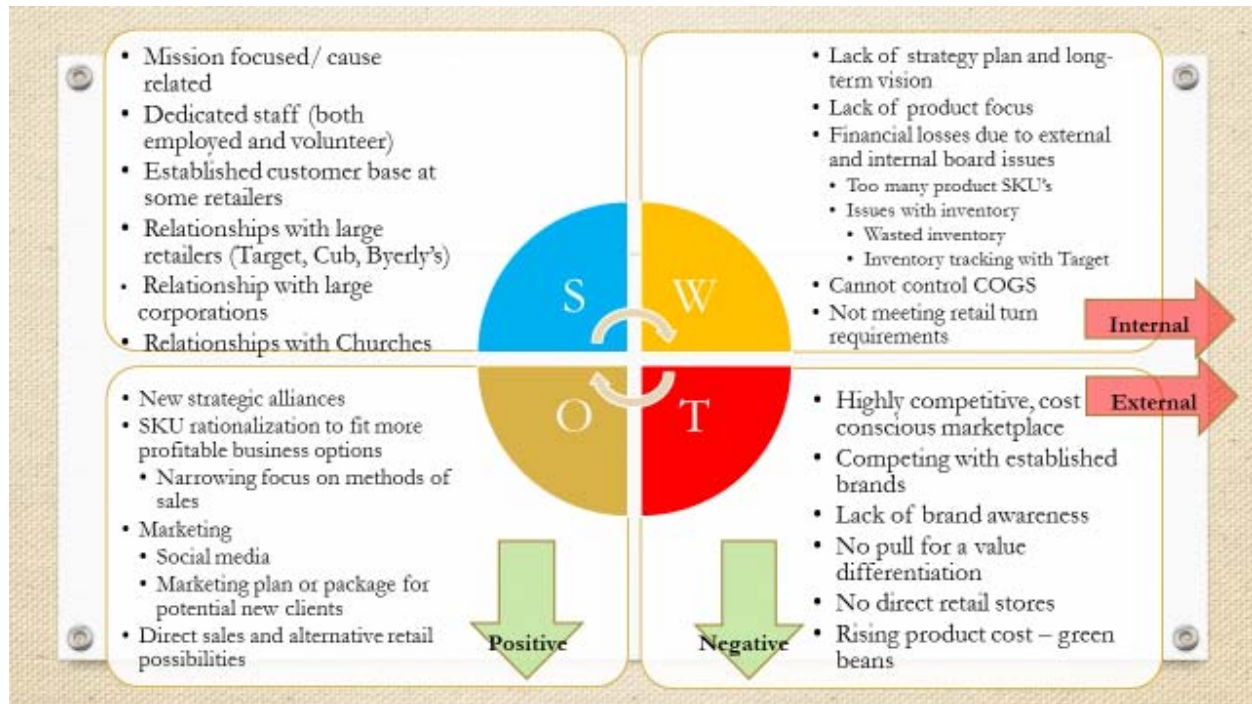 • Mission focused/ cause
related
• Dedicated staff (both
employed and volunteer)
• Established customer base at
some retailers
• Relationships with large
retailers (Target, Cub, Byerly's)
• Relationship with large
corporations
• Relationships with Churches
• Lack of strategy plan and long-
term vision
• Lack of product focus
• Financial losses due to external
and internal board issues
• Too many product SKU's
• Issues with inventory
• Wasted inventory
• Inventory tracking with Target
• Cannot control COGS
• Not meeting retail turn
requirements
S
W
O
T
Internal
External
• New strategic alliances
• SKU rationalization to fit more
profitable business options
• Narrowing focus on methods of
sales
• Marketing
• Social media
• Marketing plan or package for
potential new clients
• Direct sales and alternative retail
possibilities
Positive
• Highly competitive, cost
conscious marketplace
• Competing with established
brands
• Lack of brand awareness
• No pull for a value
differentiation
• No direct retail stores
• Rising product cost – green
beans
Negative